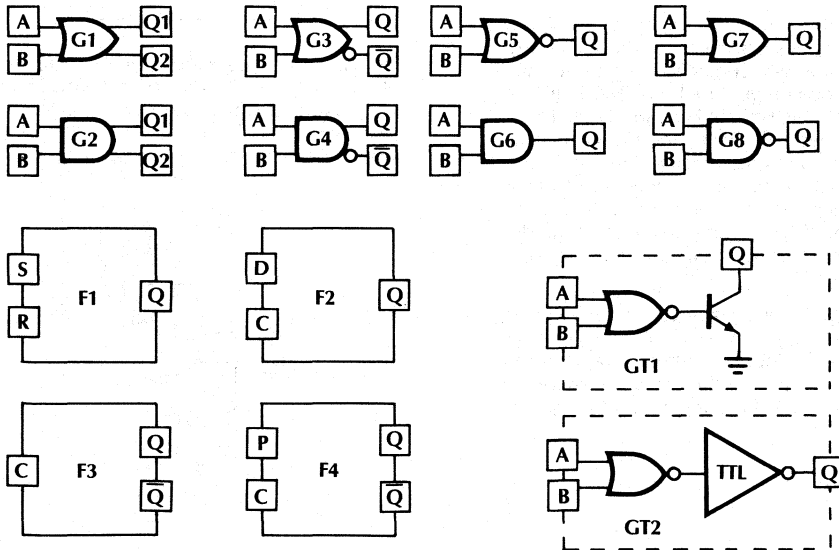 A G1 Q1
B Q2
A G3 Q
B Q̅
A G5 Q
B
A G7 Q
B
A G2 Q1
B Q2
A G4 Q
B Q̅
A G6 Q
B
A G8 Q
B
S
R
F1
Q
D
C
F2
Q
Q
A
B
GT1
C
F3
Q
Q̅
P
C
F4
Q
Q̅
A
B
TTL
Q
GT2